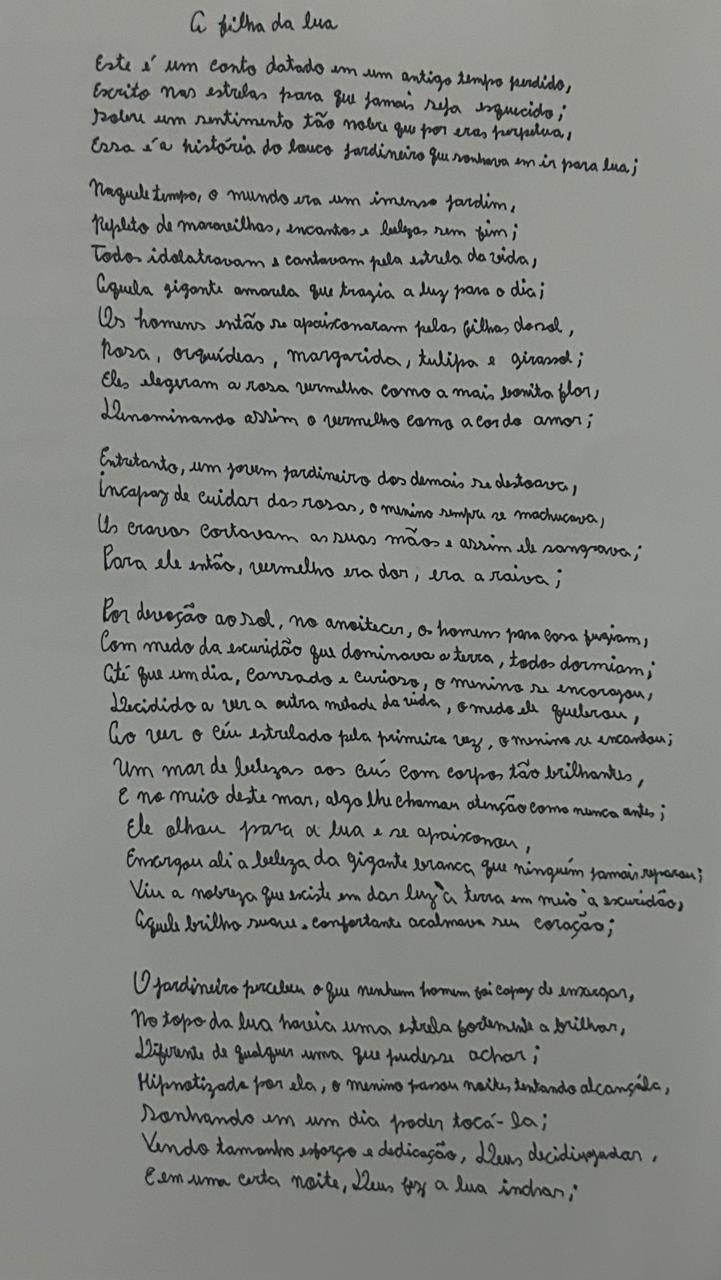 A filha da lua
Este é um conto datado em um antigo tempo perdido,
Escrito nas estrelas para que jamais seja esquecido;
Sobre um sentimento tão nobre que por eras perpetua,
Essa é a história do louco jardineiro que sonhava em ir para lua;
Naquele tempo, o mundo era um imenso jardim,
Repleto de maravilhas, encantos e belezas sem fim;
Todos idolatravam e cantavam pela estrela da vida,
Aquela gigante amarela que trazia a luz para o dia;
Os homens então se apaixonaram pelas filhas do sol,
Rosa, orquídeas, margarida, tulipa e girassol;
Eles elegeram a rosa vermelha como a mais bonita flor,
Denominando assim o vermelho como a cor do amor;
Entretanto, um jovem jardineiro dos demais se destoava,
Incapaz de cuidar das rosas, o menino sempre se machucava,
Os cravos cortavam as suas mãos e assim ele sangrava;
Para ele então, vermelho era dor, era a raiva;
Por devoção ao sol, no anoitecer, os homens para casa fugiam,
Com medo da escuridão que dominava a terra, todos dormiam;
Até que um dia, cansado e curioso, o menino se encorajou,
Decidido a ver a outra metade da vida, o medo ele quebrou,
Ao ver o céu estrelado pela primeira vez, o menino se encantou;
Um mar de belezas aos céus com corpos tão brilhantes,
E no meio deste mar, algo lhe chamou atenção como nunca antes;
Ele olhou para a lua e se apaixonou,
Enxergou ali a beleza da gigante branca que ninguém jamais reparou;
Viu a nobreza que existe em dar luz à terra em meio à escuridão,
Aquele brilho suave e confortante acalmava seu coração;
O jardineiro percebeu o que nenhum homem foi capaz de enxergar,
No topo da lua havia uma estrela fortemente a brilhar,
Diferente de qualquer uma que pudesse achar;
Hipnotizado por ela, o menino passou noites tentando alcançála,
Sonhando em um dia poder tocá-la;
Vendo tamanho esforço e dedicação, Deus decidiu ajudar,
E em uma certa noite, Deus fez a lua inchar;